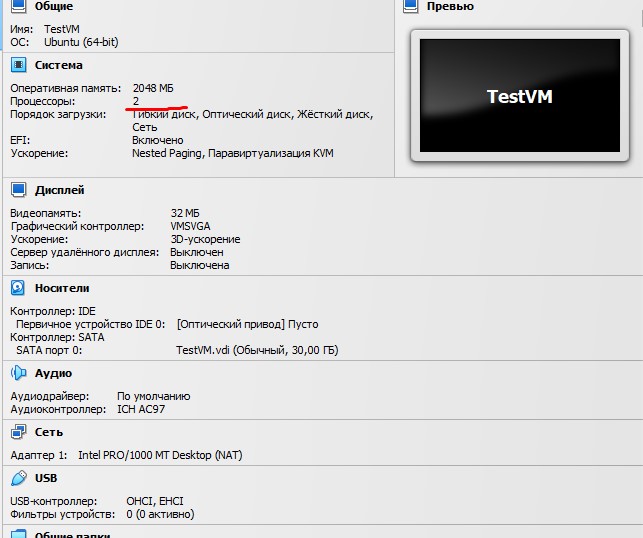 Общие
Имя: TestVM
ОС: Ubuntu (64-bit)
Система
Оперативная память: 2048 МБ
Процессоры: 2
Порядок загрузки: Гибкий диск, Оптический диск, Жёсткий диск,
Сеть
EFI: Включено
Ускорение: Nested Paging, Паравиртуализация KVM
Превью
TestVM
Дисплей
Видеопамять: 32 МБ
Графический контроллер: VMSVGA
Ускорение: 3D-ускорение
Сервер удалённого дисплея: Выключен
Запись: Выключена
Носители
Контроллер: IDE
Первичное устройство IDE 0: [Оптический привод] Пусто
Контроллер: SATA
SATA порт 0: TestVM.vdi (Обычный, 30,00 ГБ)
Аудио
Аудиодрайвер: По умолчанию
Аудиоконтроллер: ICH AC97
Сеть
Адаптер 1: Intel PRO/1000 MT Desktop (NAT)
USB
USB-контроллер: OHCI, EHCI
Фильтры устройств: 0 (0 активно)
Общие папки